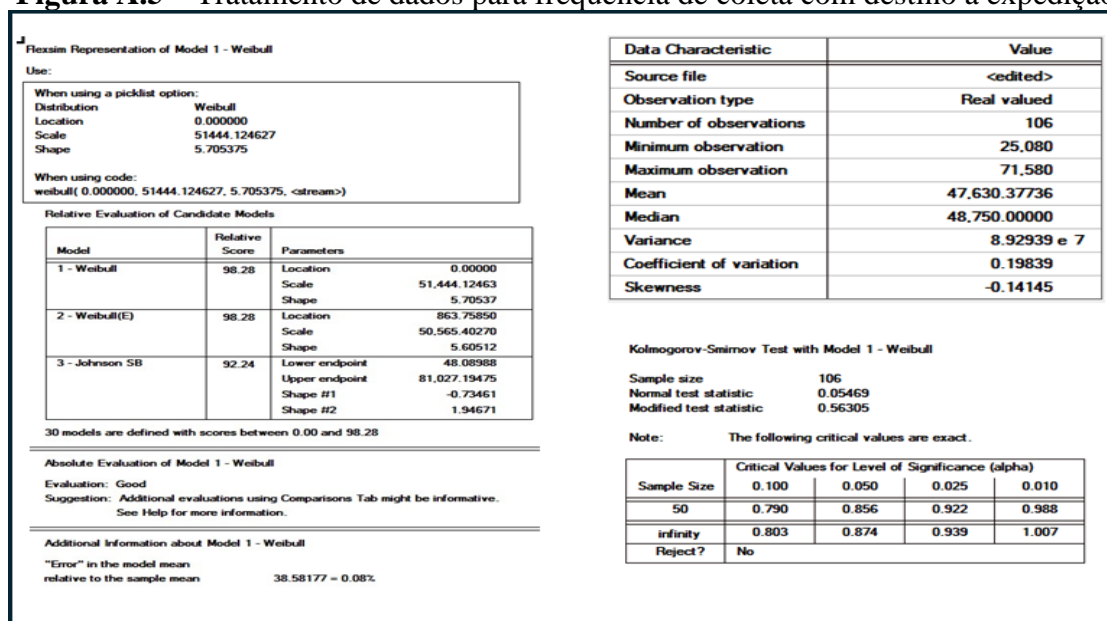 Figura A.5 – Tratamento de dados para frequência de coleta com destino à expedição
Flexsim Representation of Model 1 - Weibull
Use:
When using a picklist option:
Distribution Weibull
Location 0.000000
Scale 51444.124627
Shape 5.705375
When using code:
weibull( 0.000000, 51444.124627, 5.705375, <stream>)
Relative Evaluation of Candidate Models
Model Relative Score Parameters
1 - Weibull 98.28 Location 0.00000
Scale 51,444.12463
Shape 5.70537
2 - Weibull(E) 98.28 Location 863.75850
Scale 50,565.40270
Shape 5.60512
3 - Johnson SB 92.24 Lower endpoint 48.08988
Upper endpoint 81,027.19475
Shape #1 -0.73461
Shape #2 1.94671
30 models are defined with scores between 0.00 and 98.28
Absolute Evaluation of Model 1 - Weibull
Evaluation: Good
Suggestion: Additional evaluations using Comparisons Tab might be informative.
See Help for more information.
Additional Information about Model 1 - Weibull
"Error" in the model mean
relative to the sample mean 38.58177 = 0.08%
Data Characteristic Value
Source file <edited>
Observation type Real valued
Number of observations 106
Minimum observation 25,080
Maximum observation 71,580
Mean 47,630.37736
Median 48,750.00000
Variance 8.92939 e 7
Coefficient of variation 0.19839
Skewness -0.14145
Kolmogorov-Smirnov Test with Model 1 - Weibull
Sample size 106
Normal test statistic 0.05469
Modified test statistic 0.56305
Note: The following critical values are exact.
Critical Values for Level of Significance (alpha)
Sample Size 0.100 0.050 0.025 0.010
50 0.790 0.856 0.922 0.988
infinity 0.803 0.874 0.939 1.007
Reject? No